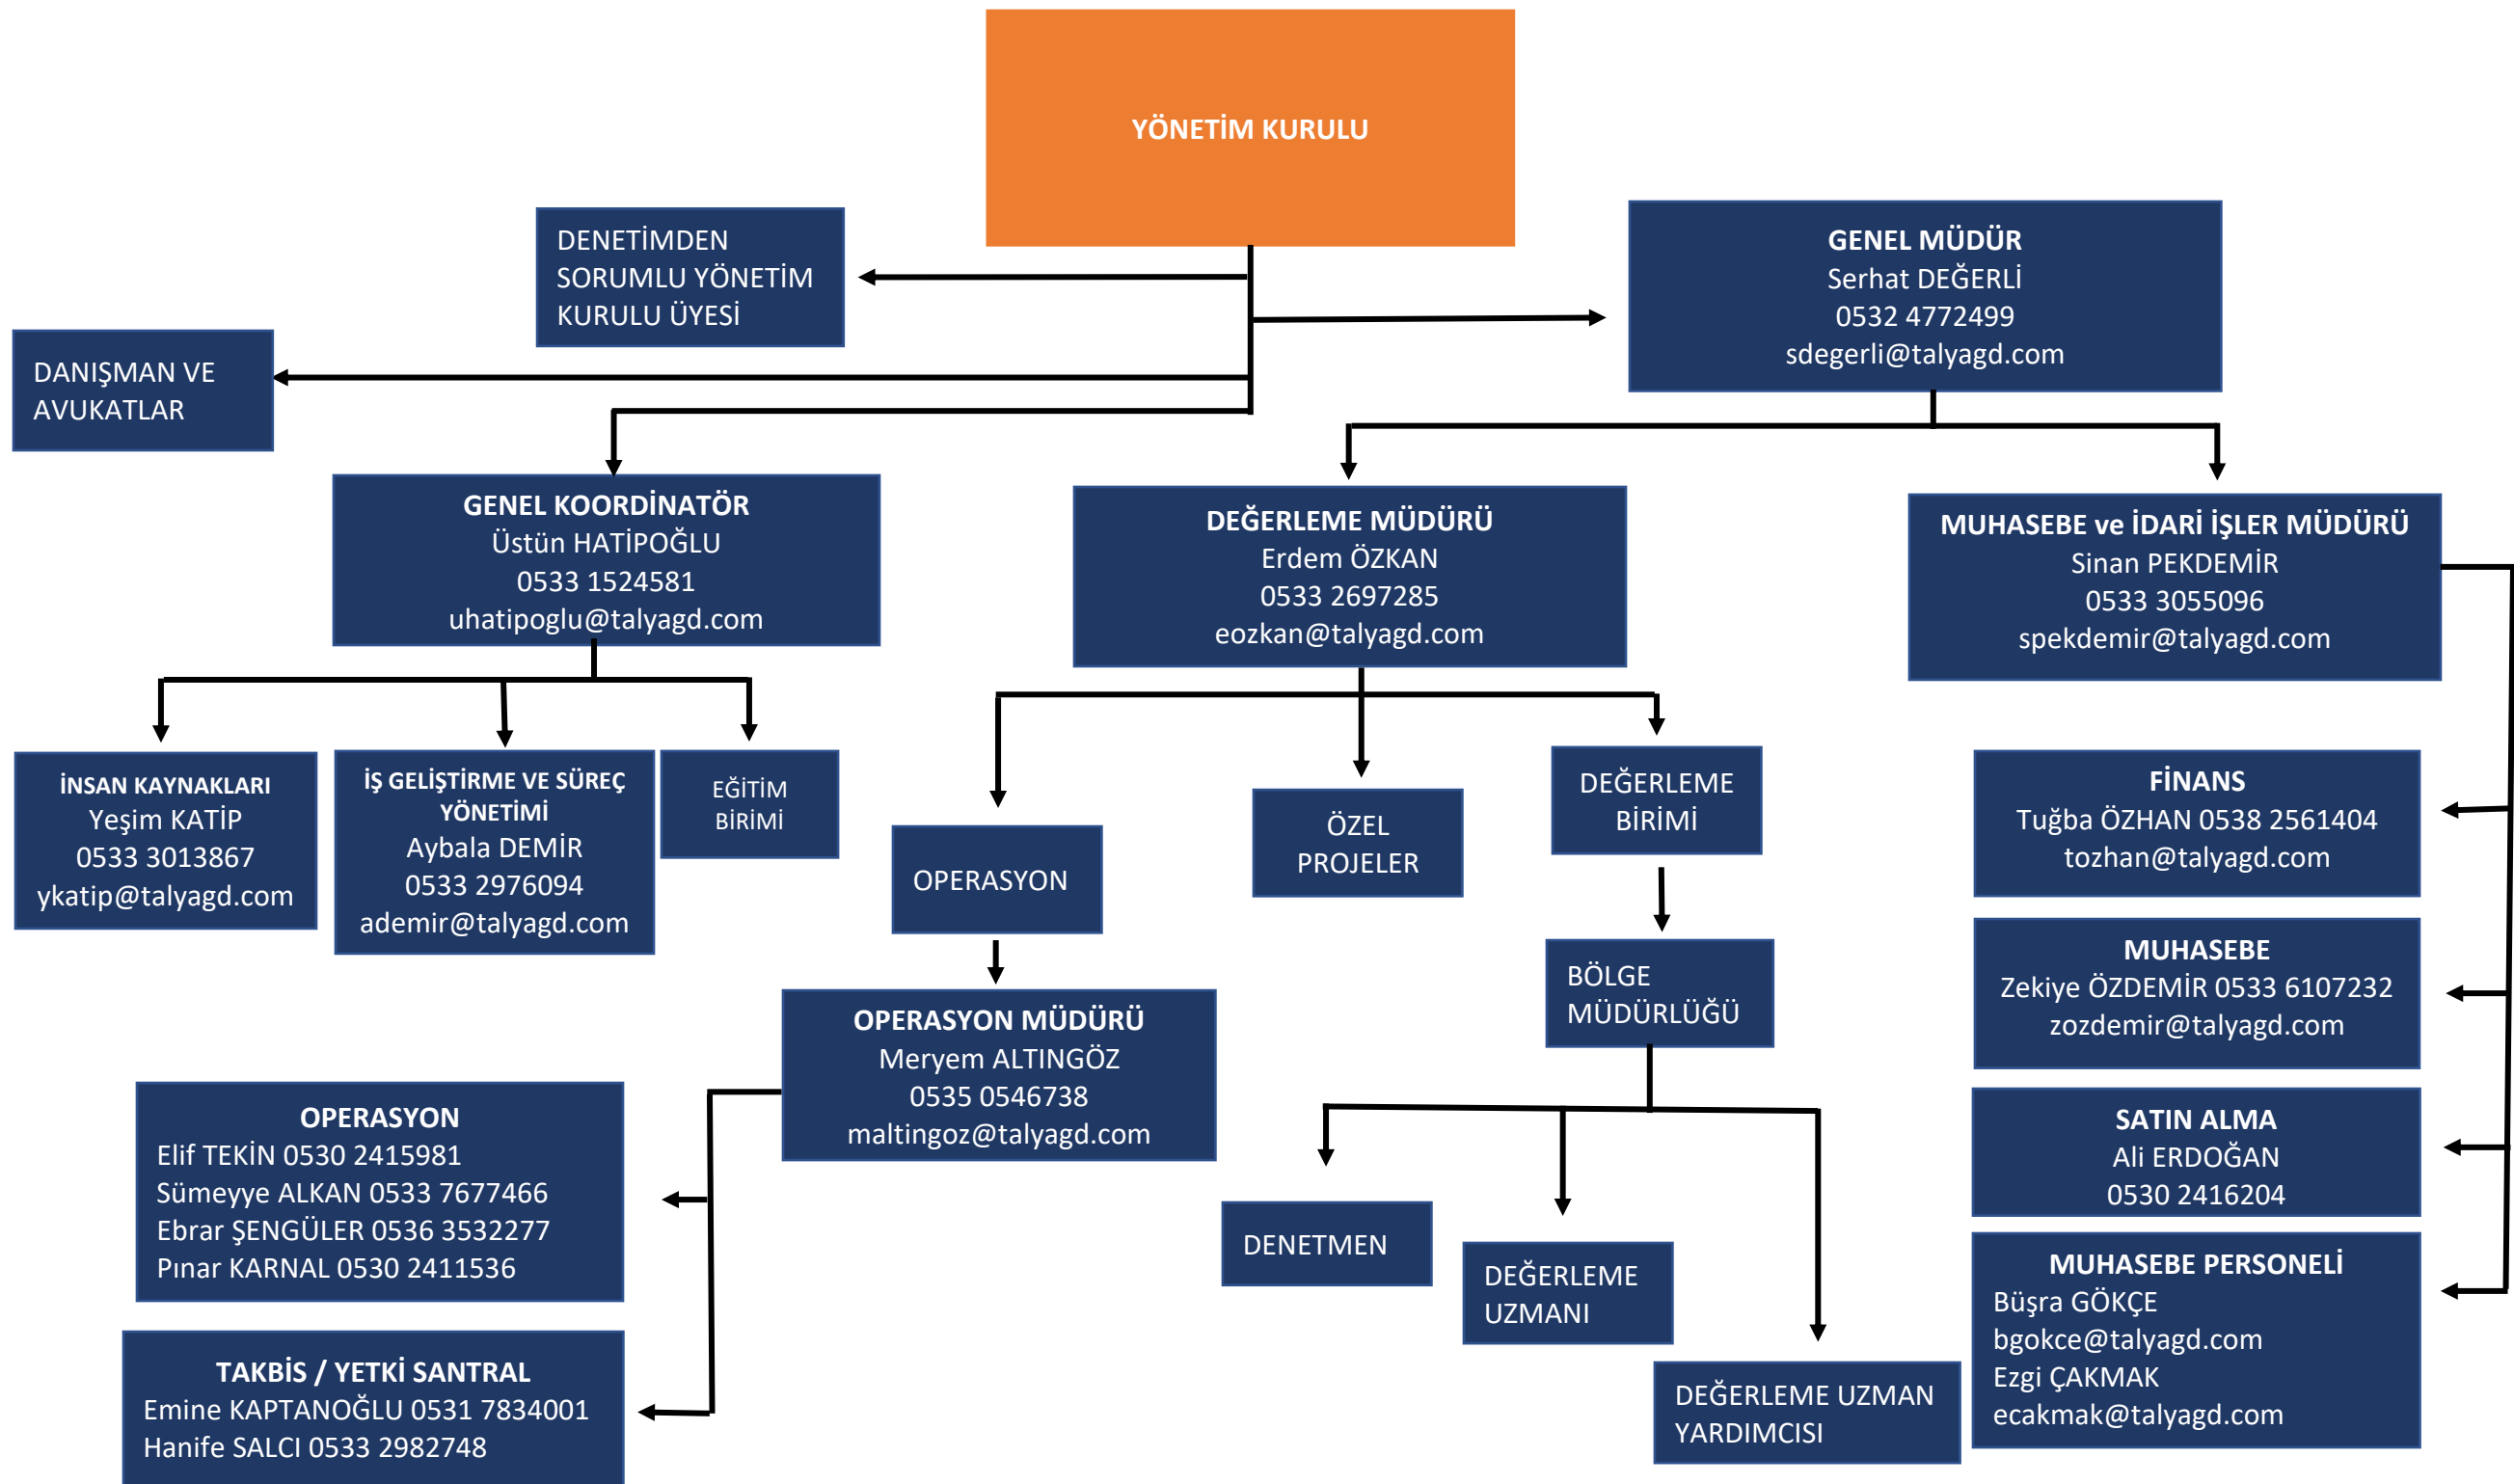 YÖNETİM KURULU
DENETİMDEN
SORUMLU YÖNETİM
KURULU ÜYESİ
GENEL MÜDÜR
Serhat DEĞERLİ
0532 4772499
sdegerli@talyagd.com
DANIŞMAN VE
AVUKATLAR
GENEL KOORDİNATÖR
Üstün HATİPOĞLU
0533 1524581
uhatipoglu@talyagd.com
DEĞERLEME MÜDÜRÜ
Erdem ÖZKAN
0533 2697285
eozkan@talyagd.com
MUHASEBE ve İDARİ İŞLER MÜDÜRÜ
Sinan PEKDEMİR
0533 3055096
spekdemir@talyagd.com
İNSAN KAYNAKLARI
Yeşim KATİP
0533 3013867
ykatip@talyagd.com
İŞ GELİŞTİRME VE SÜREÇ
YÖNETİMİ
Aybala DEMİR
0533 2976094
ademir@talyagd.com
EĞİTİM
BİRİMİ
OPERASYON
ÖZEL
PROJELER
DEĞERLEME
BİRİMİ
FİNANS
Tuğba ÖZHAN 0538 2561404
tozhan@talyagd.com
BÖLGE
MÜDÜRLÜĞÜ
MUHASEBE
Zekiye ÖZDEMİR 0533 6107232
zozdemir@talyagd.com
OPERASYON MÜDÜRÜ
Meryem ALTINGÖZ
0535 0546738
maltingoz@talyagd.com
OPERASYON
Elif TEKİN 0530 2415981
Sümeyye ALKAN 0533 7677466
Ebrar ŞENGÜLER 0536 3532277
Pınar KARNAL 0530 2411536
SATIN ALMA
Ali ERDOĞAN
0530 2416204
DENETMEN
DEĞERLEME
UZMANI
MUHASEBE PERSONELİ
Büşra GÖKÇE
bgokce@talyagd.com
Ezgi ÇAKMAK
ecakmak@talyagd.com
TAKBİS / YETKİ SANTRAL
Emine KAPTANOĞLU 0531 7834001
Hanife SALCI 0533 2982748
DEĞERLEME UZMAN
YARDIMCISI